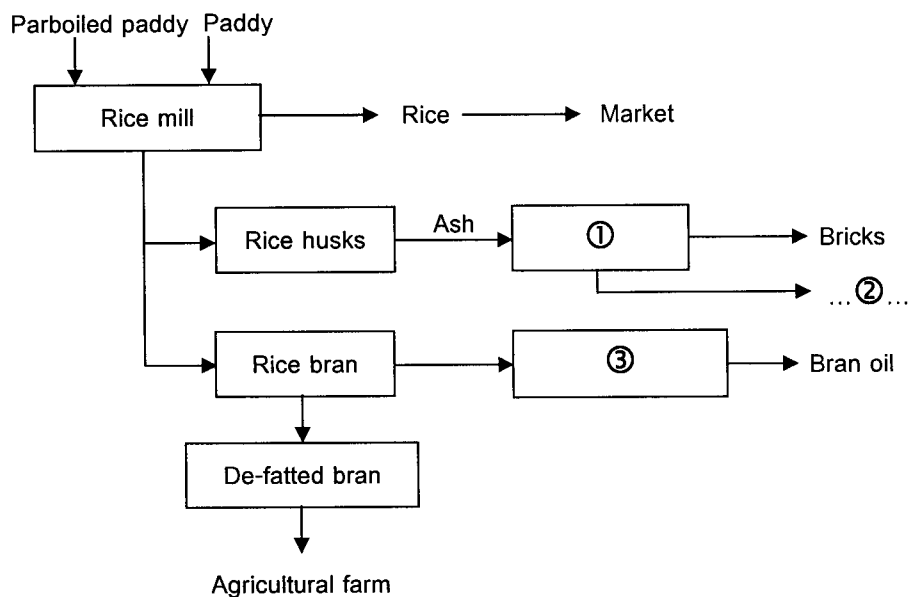 Parboiled paddy Paddy
Rice mill
Rice
Market
Rice husks
Ash
①
Bricks
...②...
Rice bran
③
Bran oil
De-fatted bran
Agricultural farm